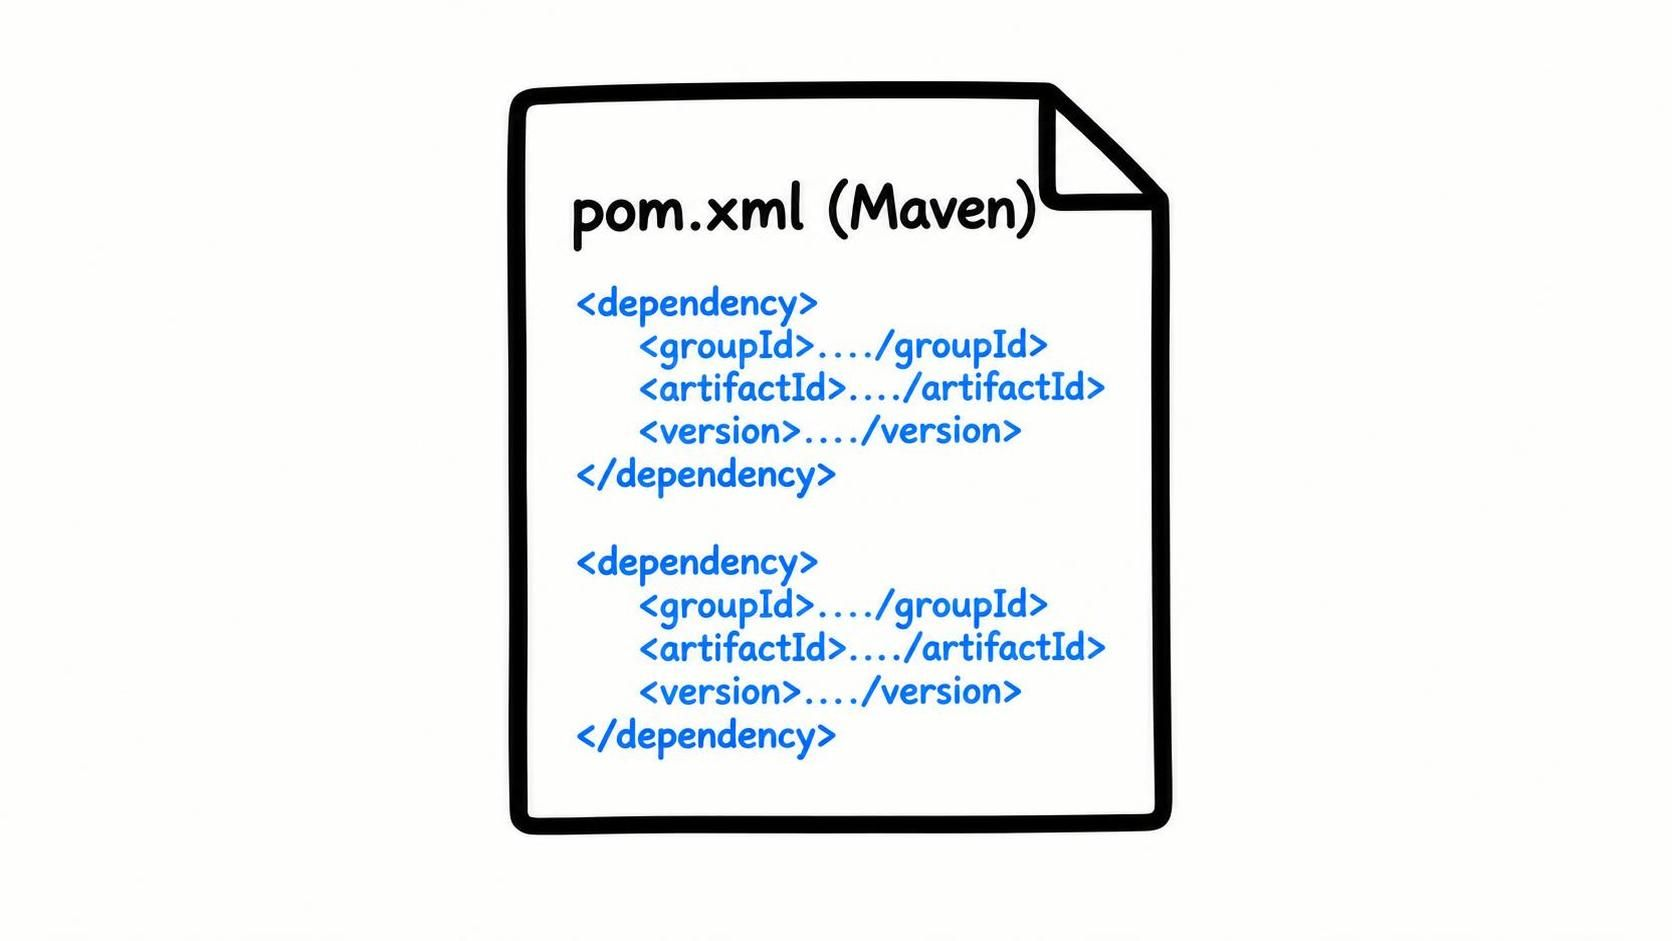 pom.xml (Maven)
<dependency>
<groupId>..../groupId>
<artifactId>..../artifactId>
<version>..../version>
</dependency>
<dependency>
<groupId>..../groupId>
<artifactId>..../artifactId>
<version>..../version>
</dependency>